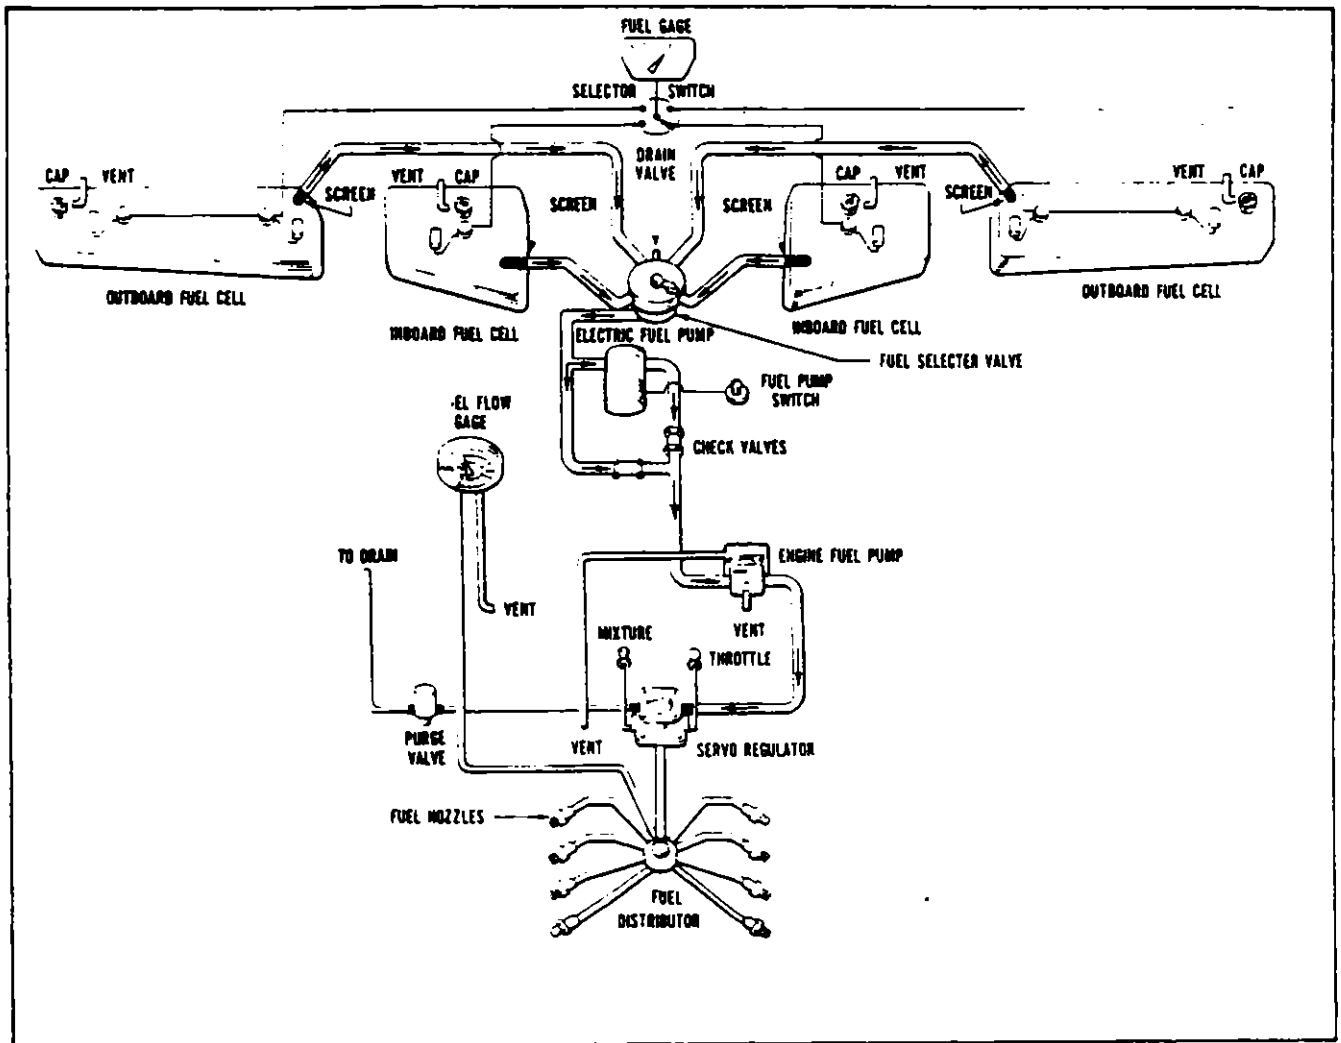 FUEL GAGE
SELECTOR SWITCH
DRAIN
VALVE
CAP VENT
SCREEN
VENT CAP
SCREEN
SCREEN
CAP VENT
SCREEN
VENT CAP
OUTBOARD FUEL CELL
INBOARD FUEL CELL
ELECTRIC FUEL PUMP
INBOARD FUEL CELL
OUTBOARD FUEL CELL
FUEL SELECTER VALVE
FUEL PUMP
SWITCH
EL FLOW
GAGE
CHECK VALVES
TO DRAIN
VENT
ENGINE FUEL PUMP
VENT
MIXTURE
THROTTLE
PURGE
VALVE
VENT
SERVO REGULATOR
FUEL NOZZLES
FUEL
DISTRIBUTOR